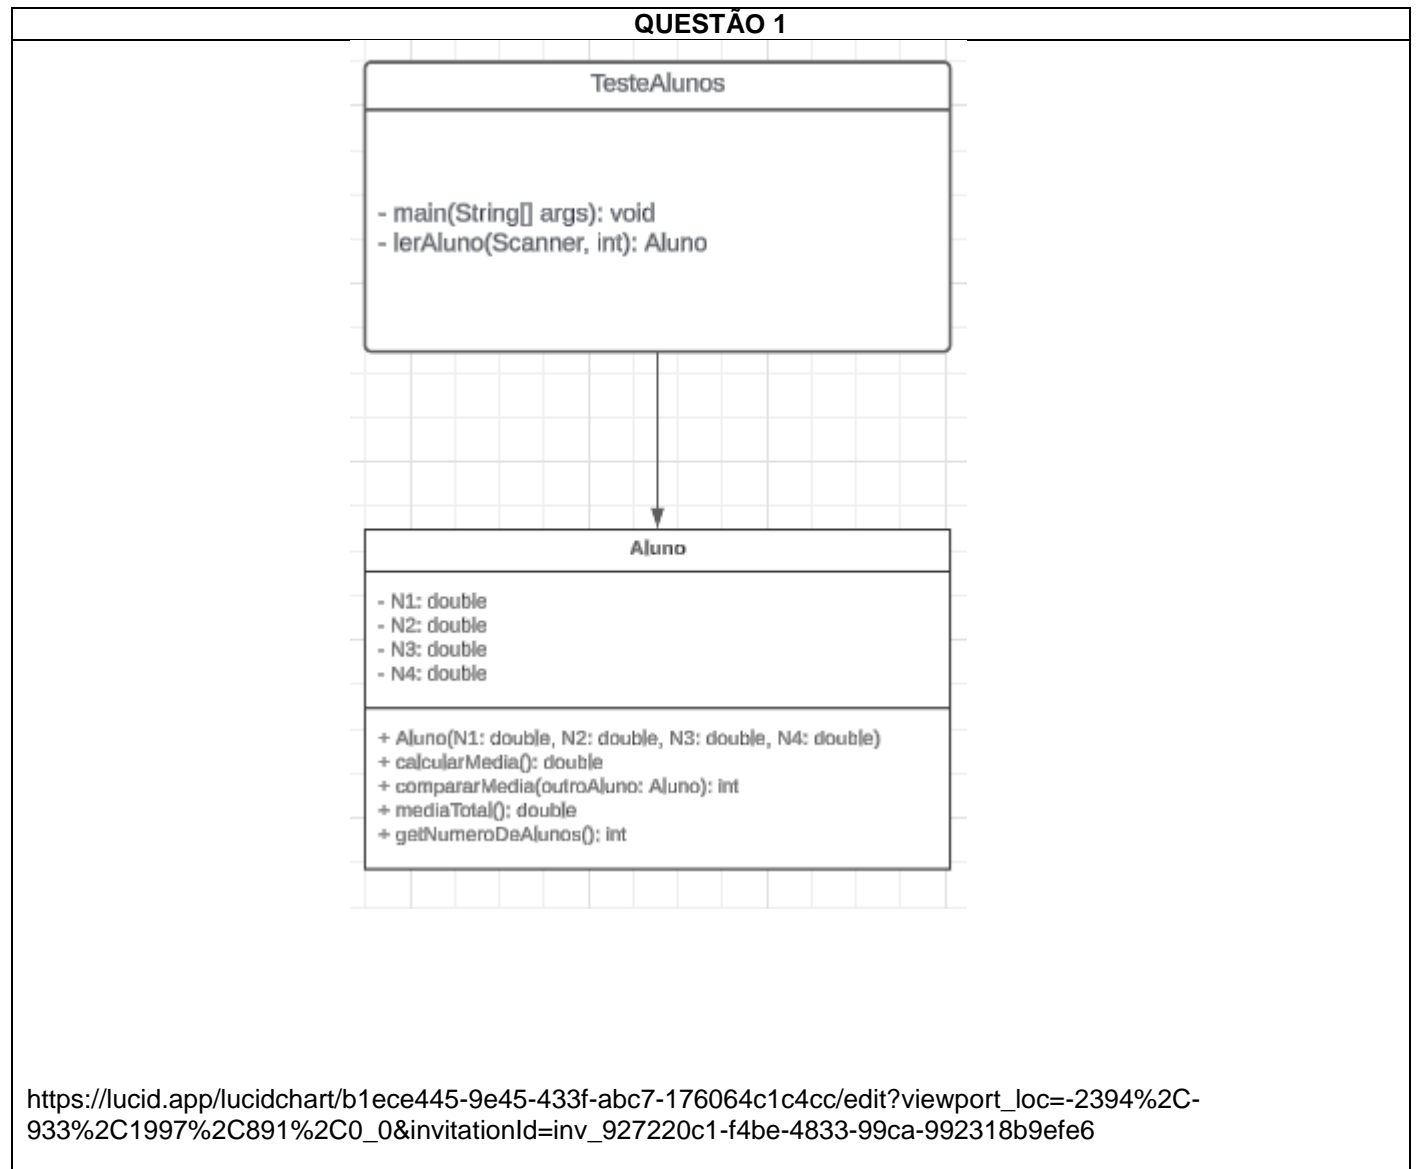 QUESTÃO 1
TesteAlunos
- main(String[] args): void
- lerAluno(Scanner, int): Aluno
Aluno
- N1: double
- N2: double
- N3: double
- N4: double
+ Aluno(N1: double, N2: double, N3: double, N4: double)
+ calcularMedia(): double
+ compararMedia(outroAluno: Aluno): int
+ mediaTotal(): double
+ getNumeroDeAlunos(): int
https://lucid.app/lucidchart/b1ece445-9e45-433f-abc7-176064c1c4cc/edit?viewport_loc=-2394%2C-
933%2C1997%2C891%2C0_0&invitationId=inv_927220c1-f4be-4833-99ca-992318b9efe6